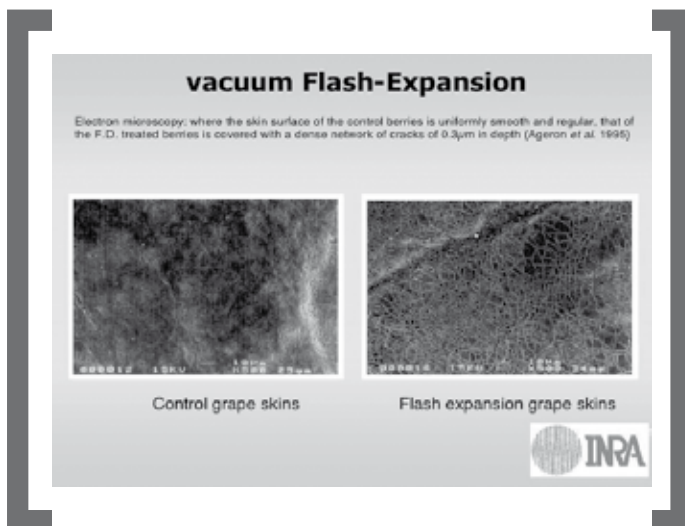 vacuum Flash-Expansion
Electron microscopy: where the skin surface of the control berries is uniformly smooth and regular, that of
the F.D. treated berries is covered with a dense network of cracks of 0.3µm in depth (Ageron et al. 1995)
Control grape skins
Flash expansion grape skins
INRA